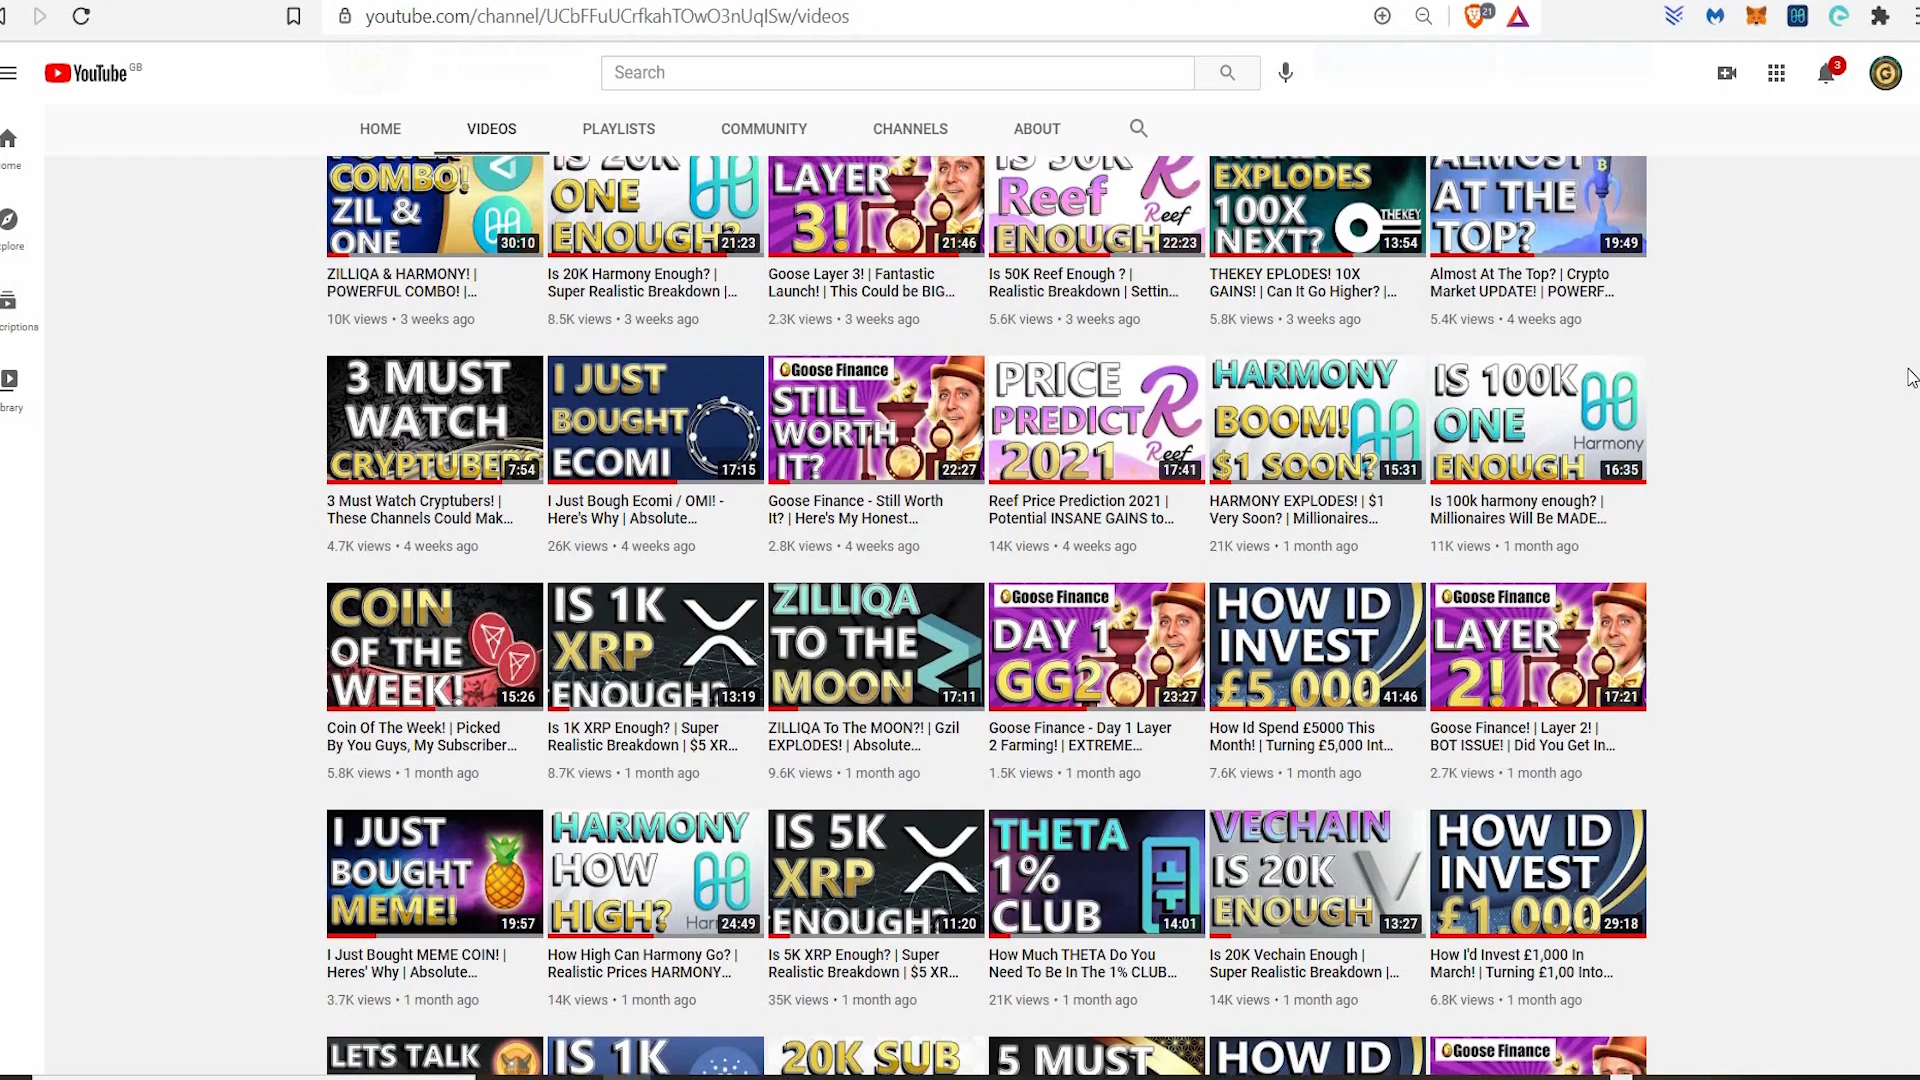 youtube.com/channel/UCbFFuUCrfkahTOwO3nUqISw/videos
21
YouTube GB
Search
3
HOME VIDEOS PLAYLISTS COMMUNITY CHANNELS ABOUT
ome
xplore
criptions
brary
COMBO!
ZIL &
ONE
30:10
IS 20K
ONE
ENOUGH?
21:23
LAYER
3!
21:46
IS 50K
Reef
ENOUGH
Reef
22:23
EXPLODES
100X
NEXT?
THEKEY
13:54
ALMOST
AT THE
TOP?
19:49
ZILLIQA & HARMONY! |
POWERFUL COMBO! |...
10K views • 3 weeks ago
Is 20K Harmony Enough? |
Super Realistic Breakdown |...
8.5K views • 3 weeks ago
Goose Layer 3! | Fantastic
Launch! | This Could be BIG...
2.3K views • 3 weeks ago
Is 50K Reef Enough ? |
Realistic Breakdown | Settin...
5.6K views • 3 weeks ago
THEKEY EPLODES! 10X
GAINS! | Can It Go Higher? |...
5.8K views • 3 weeks ago
Almost At The Top? | Crypto
Market UPDATE! | POWERF...
5.4K views • 4 weeks ago
3 MUST
WATCH
CRYPTUBERS
7:54
I JUST
BOUGHT
ECOMI
17:15
Goose Finance
STILL
WORTH
IT?
22:27
PRICE
PREDICT
2021
Reef
17:41
HARMONY
BOOM!
$1 SOON?
15:31
IS 100K
ONE
ENOUGH
Harmony
16:35
3 Must Watch Cryptubers! |
These Channels Could Mak...
4.7K views • 4 weeks ago
I Just Bough Ecomi / OMI! -
Here's Why | Absolute...
26K views • 4 weeks ago
Goose Finance - Still Worth
It? | Here's My Honest...
2.8K views • 4 weeks ago
Reef Price Prediction 2021 |
Potential INSANE GAINS to...
14K views • 4 weeks ago
HARMONY EXPLODES! | $1
Very Soon? | Millionaires...
21K views • 1 month ago
Is 100k harmony enough? |
Millionaires Will Be MADE...
11K views • 1 month ago
COIN
OF THE
WEEK!
15:26
IS 1K
XRP
ENOUGH?
13:19
ZILLIQA
TO THE
MOON
17:11
Goose Finance
DAY 1
GG2
23:27
HOW ID
INVEST
£5,000
41:46
Goose Finance
LAYER
2!
17:21
Coin Of The Week! | Picked
By You Guys, My Subscriber...
5.8K views • 1 month ago
Is 1K XRP Enough? | Super
Realistic Breakdown | $5 XR...
8.7K views • 1 month ago
ZILLIQA To The MOON?! | Gzil
EXPLODES! | Absolute...
9.6K views • 1 month ago
Goose Finance - Day 1 Layer
2 Farming! | EXTREME...
1.5K views • 1 month ago
How Id Spend £5000 This
Month! | Turning £5,000 Int...
7.6K views • 1 month ago
Goose Finance! | Layer 2! |
BOT ISSUE! | Did You Get In...
2.7K views • 1 month ago
I JUST
BOUGHT
MEME!
19:57
HARMONY
HOW
HIGH?
24:49
IS 5K
XRP
ENOUGH?
11:20
THETA
1%
CLUB
14:01
VECHAIN
IS 20K
ENOUGH
13:27
HOW ID
INVEST
£1,000
29:18
I Just Bought MEME COIN! |
Heres' Why | Absolute...
3.7K views • 1 month ago
How High Can Harmony Go? |
Realistic Prices HARMONY...
14K views • 1 month ago
Is 5K XRP Enough? | Super
Realistic Breakdown | $5 XR...
35K views • 1 month ago
How Much THETA Do You
Need To Be In The 1% CLUB...
21K views • 1 month ago
Is 20K Vechain Enough |
Super Realistic Breakdown |...
14K views • 1 month ago
How I'd Invest £1,000 In
March! | Turning £1,00 Into...
6.8K views • 1 month ago
LETS TALK
IS 1K
20K SUB
5 MUST
HOW ID
Goose Finance